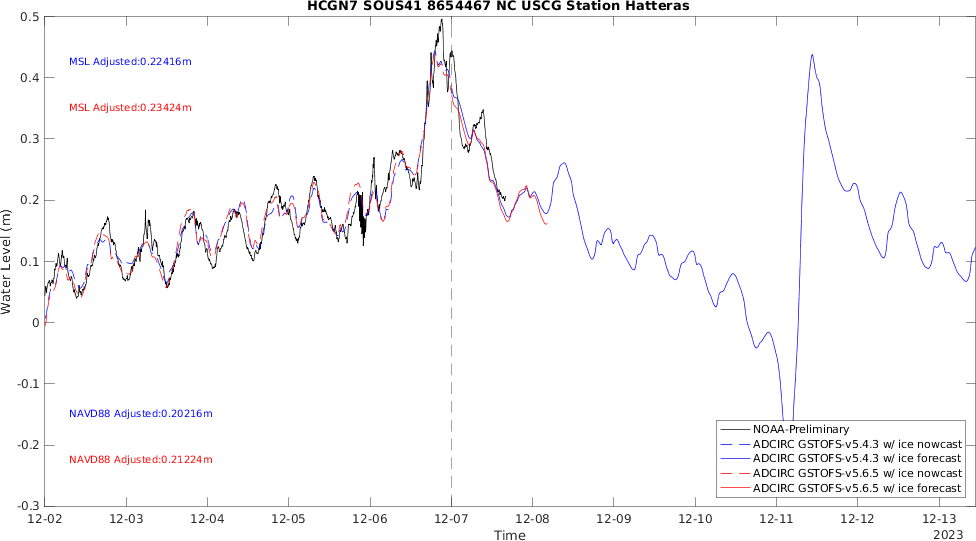 HCGN7 SOUS41 8654467 NC USCG Station Hatteras
0.5
0.4
0.3
0.2
0.1
0
-0.1
-0.2
-0.3
Water Level (m)
MSL Adjusted:0.22416m
MSL Adjusted:0.23424m
NAVD88 Adjusted:0.20216m
NAVD88 Adjusted:0.21224m
NOAA-Preliminary
ADCIRC GSTOFS-v5.4.3 w/ ice nowcast
ADCIRC GSTOFS-v5.4.3 w/ ice forecast
ADCIRC GSTOFS-v5.6.5 w/ ice nowcast
ADCIRC GSTOFS-v5.6.5 w/ ice forecast
12-02 12-03 12-04 12-05 12-06 12-07 12-08 12-09 12-10 12-11 12-12 12-13
Time
2023